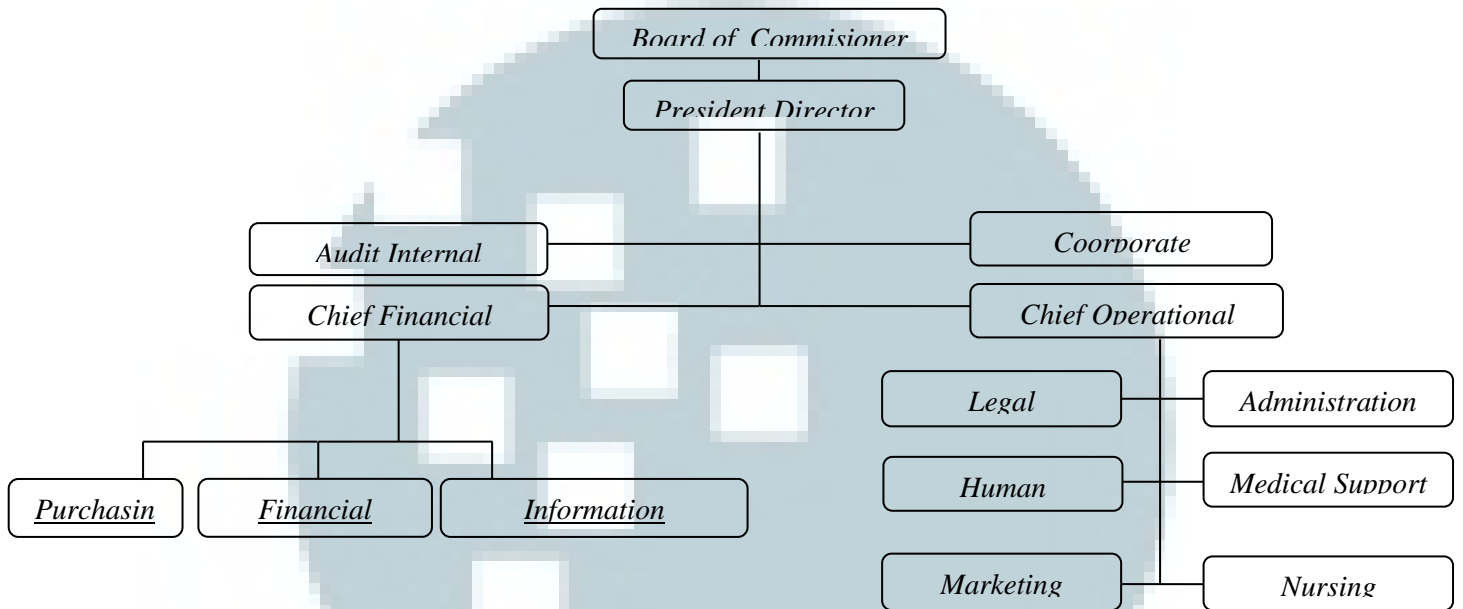 Board of Commisioner
President Director
Audit Internal
Coorporate
Chief Financial
Chief Operational
Legal
Administration
Human
Medical Support
Purchasin
Financial
Information
Marketing
Nursing